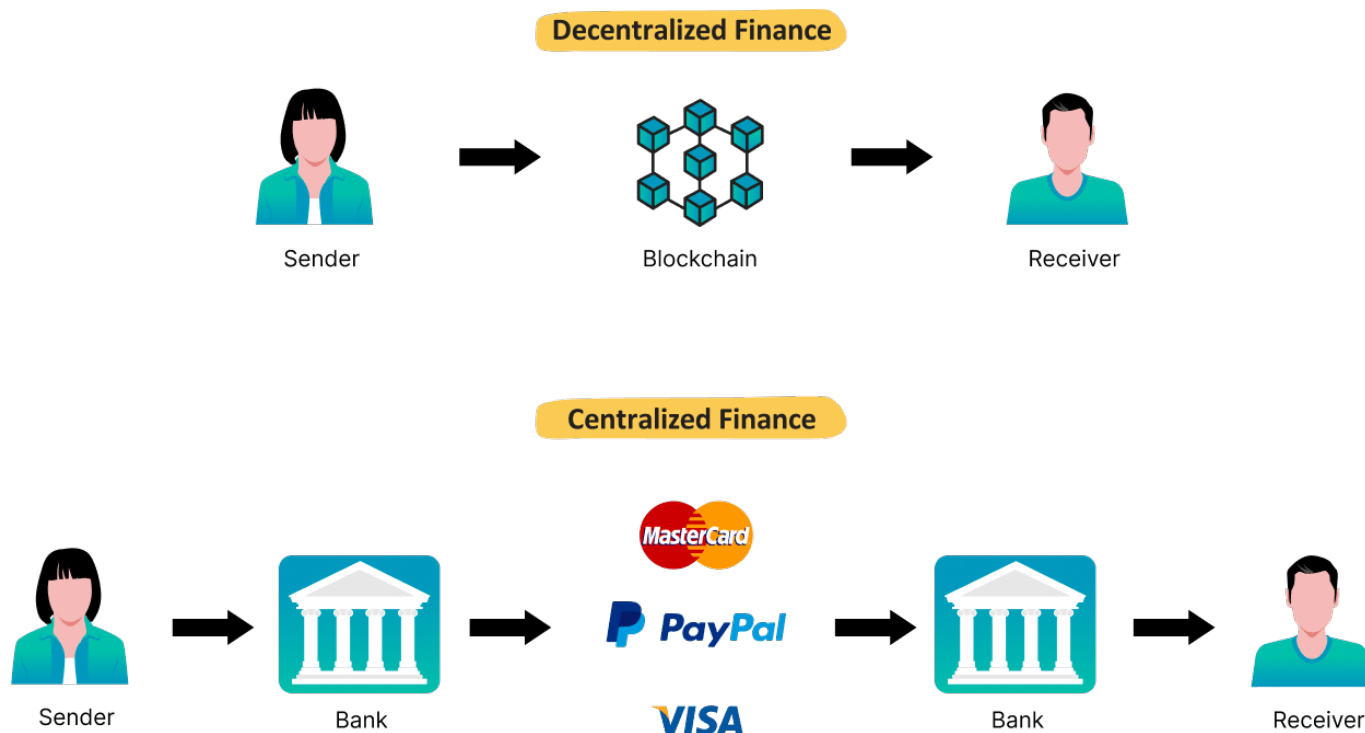 Decentralized Finance
Sender
Blockchain
Receiver
Centralized Finance
MasterCard
PayPal
VISA
Sender
Bank
Bank
Receiver